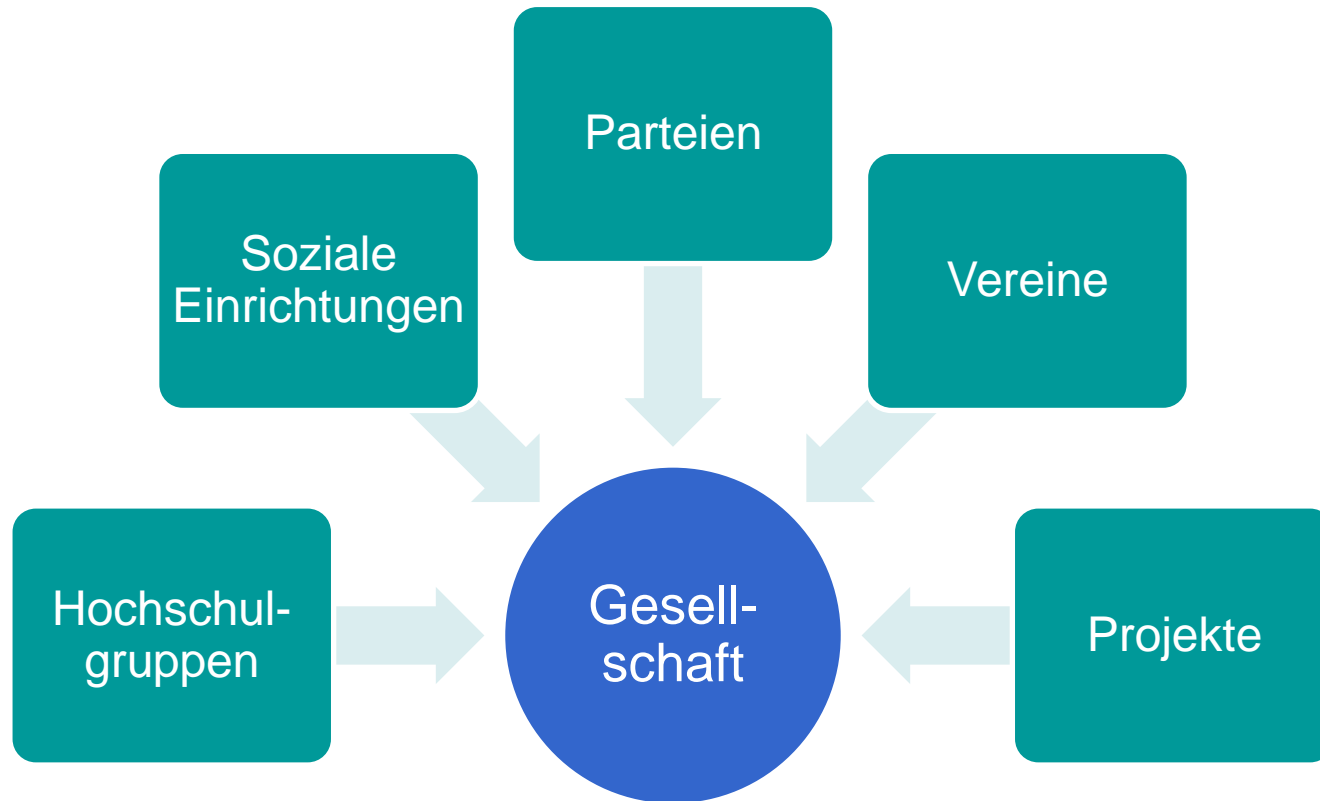 Parteien
Soziale
Einrichtungen
Vereine
Hochschul-
gruppen
Gesell-
schaft
Projekte